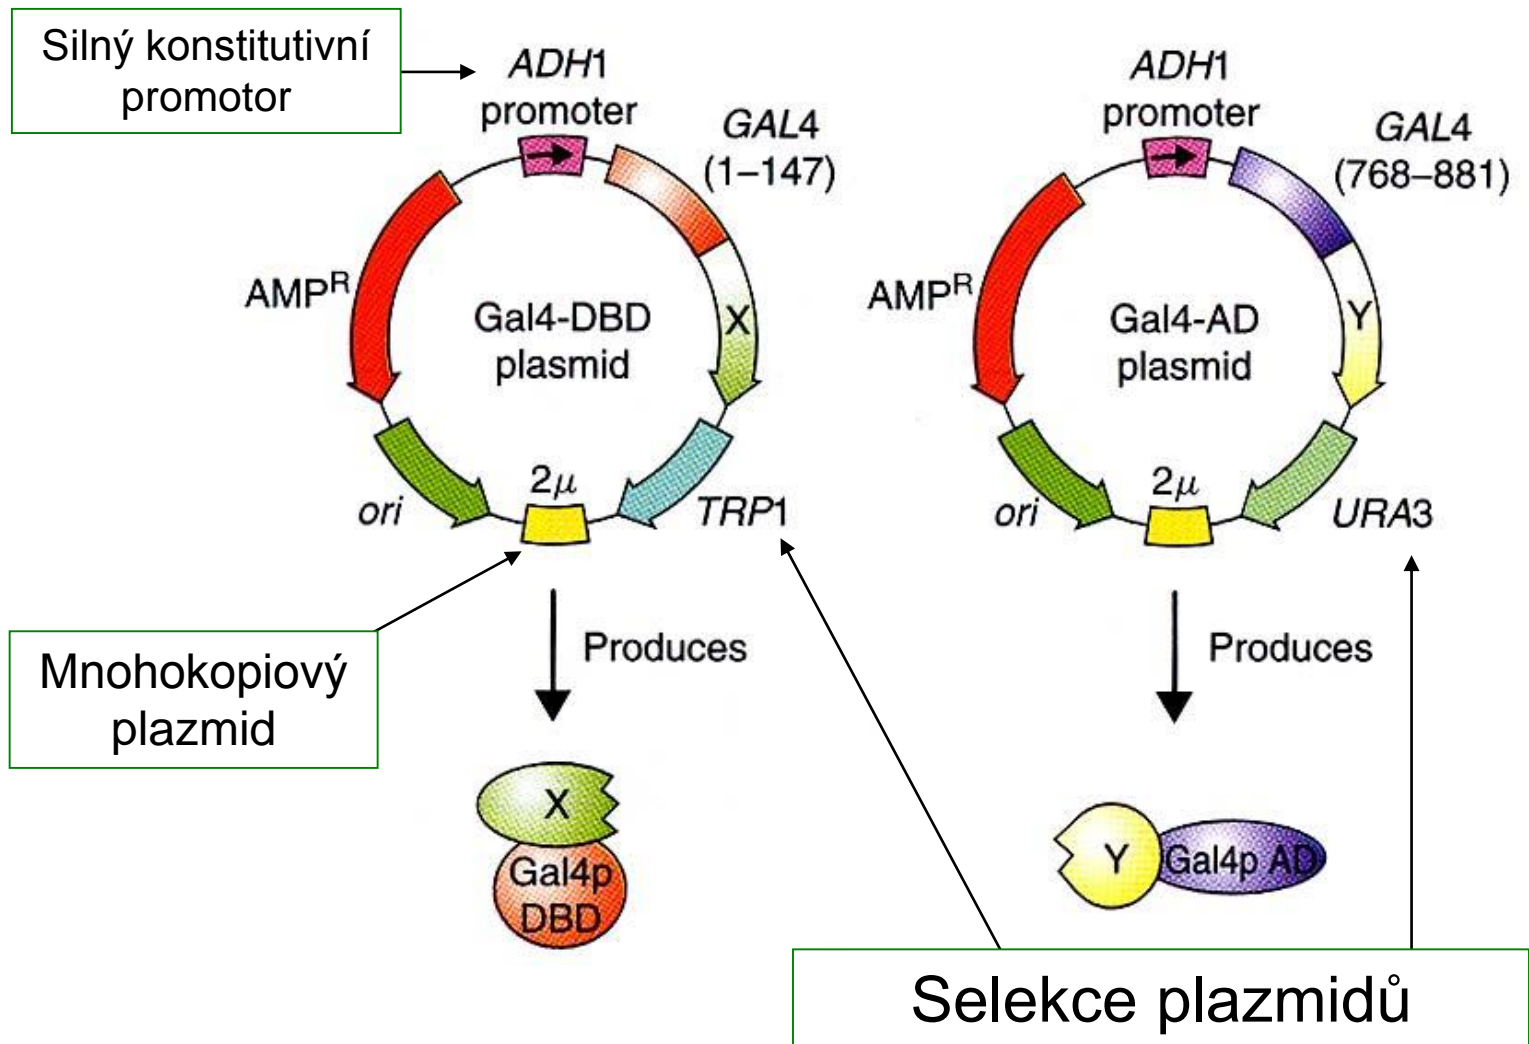 Silný konstitutivní
promotor
ADH1
promoter
GAL4
(1–147)
AMPᴿ
Gal4-DBD
plasmid
X
ori
2μ
TRP1
Produces
X
Gal4p
DBD
ADH1
promoter
GAL4
(768–881)
AMPᴿ
Gal4-AD
plasmid
Y
ori
2μ
URA3
Produces
Y
Gal4p AD
Mnohokopiový
plazmid
Selekce plazmidů